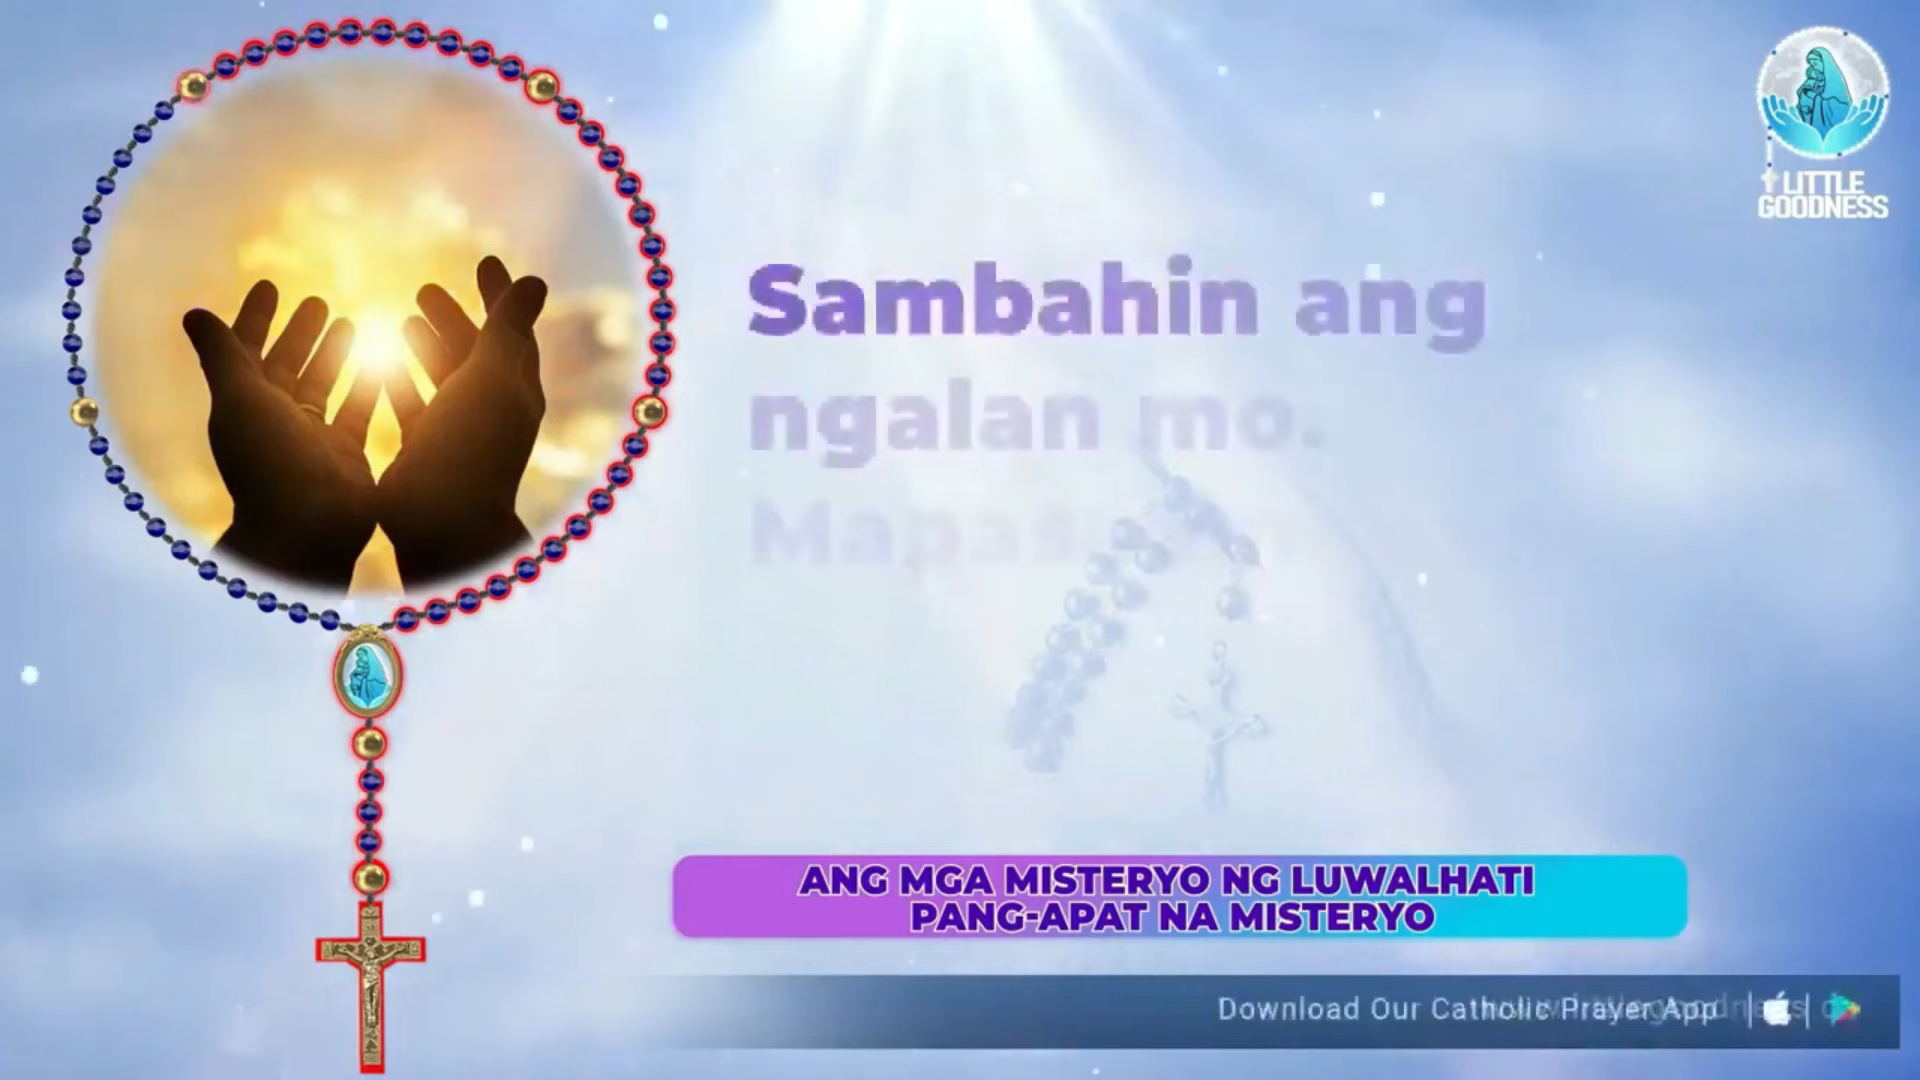 LITTLE
GOODNESS
Sambahin ang
ngalan mo.
ANG MGA MISTERYO NG LUWALHATI
PANG-APAT NA MISTERYO
Download Our Catholic Prayer App